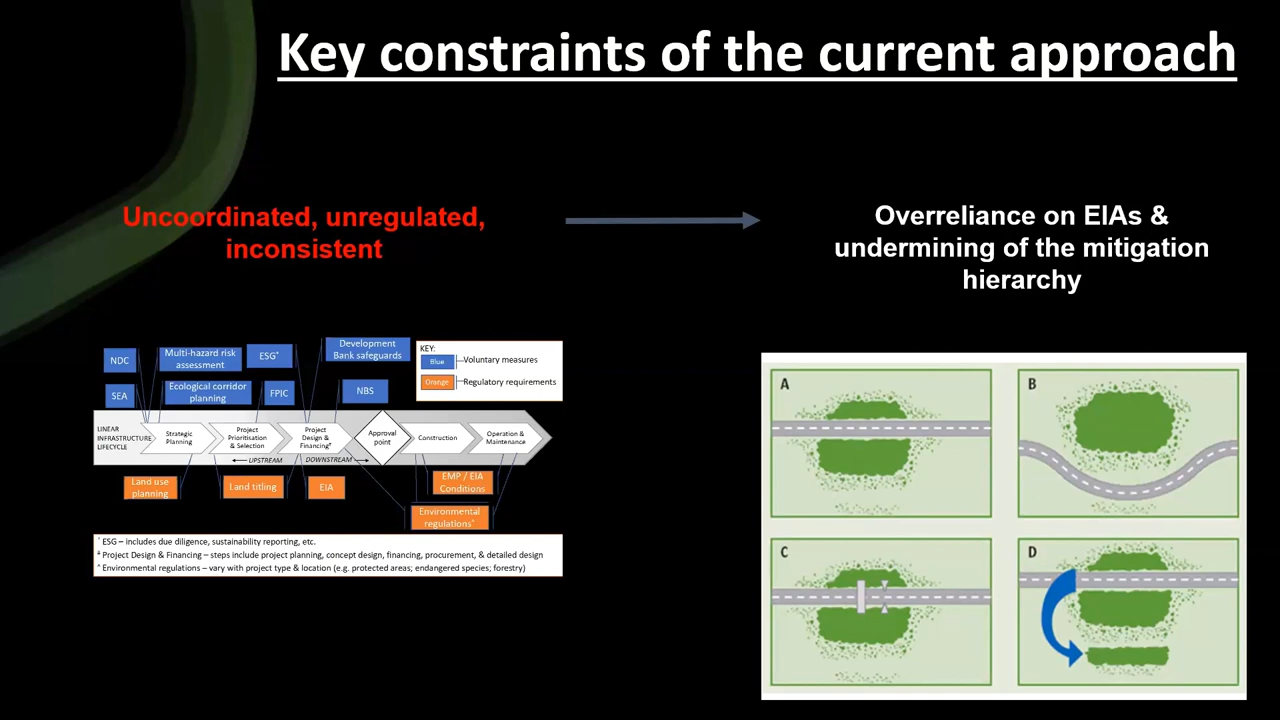 Key constraints of the current approach
Uncoordinated, unregulated,
inconsistent
Overreliance on EIAs &
undermining of the mitigation
hierarchy
NDC
Multi-hazard risk
assessment
ESG*
Development
Bank safeguards
SEA
Ecological corridor
planning
FPIC
NBS
KEY:
Blue
Voluntary measures
Orange
Regulatory requirements
LINEAR
INFRASTRUCTURE
LIFECYCLE
Strategic
Planning
Project
Prioritisation
& Selection
Project
Design &
Financing#
Approval
point
Construction
Operation &
Maintenance
UPSTREAM
DOWNSTREAM
Land use
planning
Land titling
EIA
EMP / EIA
Conditions
Environmental
regulations^
* ESG – includes due diligence, sustainability reporting, etc.
# Project Design & Financing – steps include project planning, concept design, financing, procurement, & detailed design
^ Environmental regulations – vary with project type & location (e.g. protected areas; endangered species; forestry)
A
B
C
D